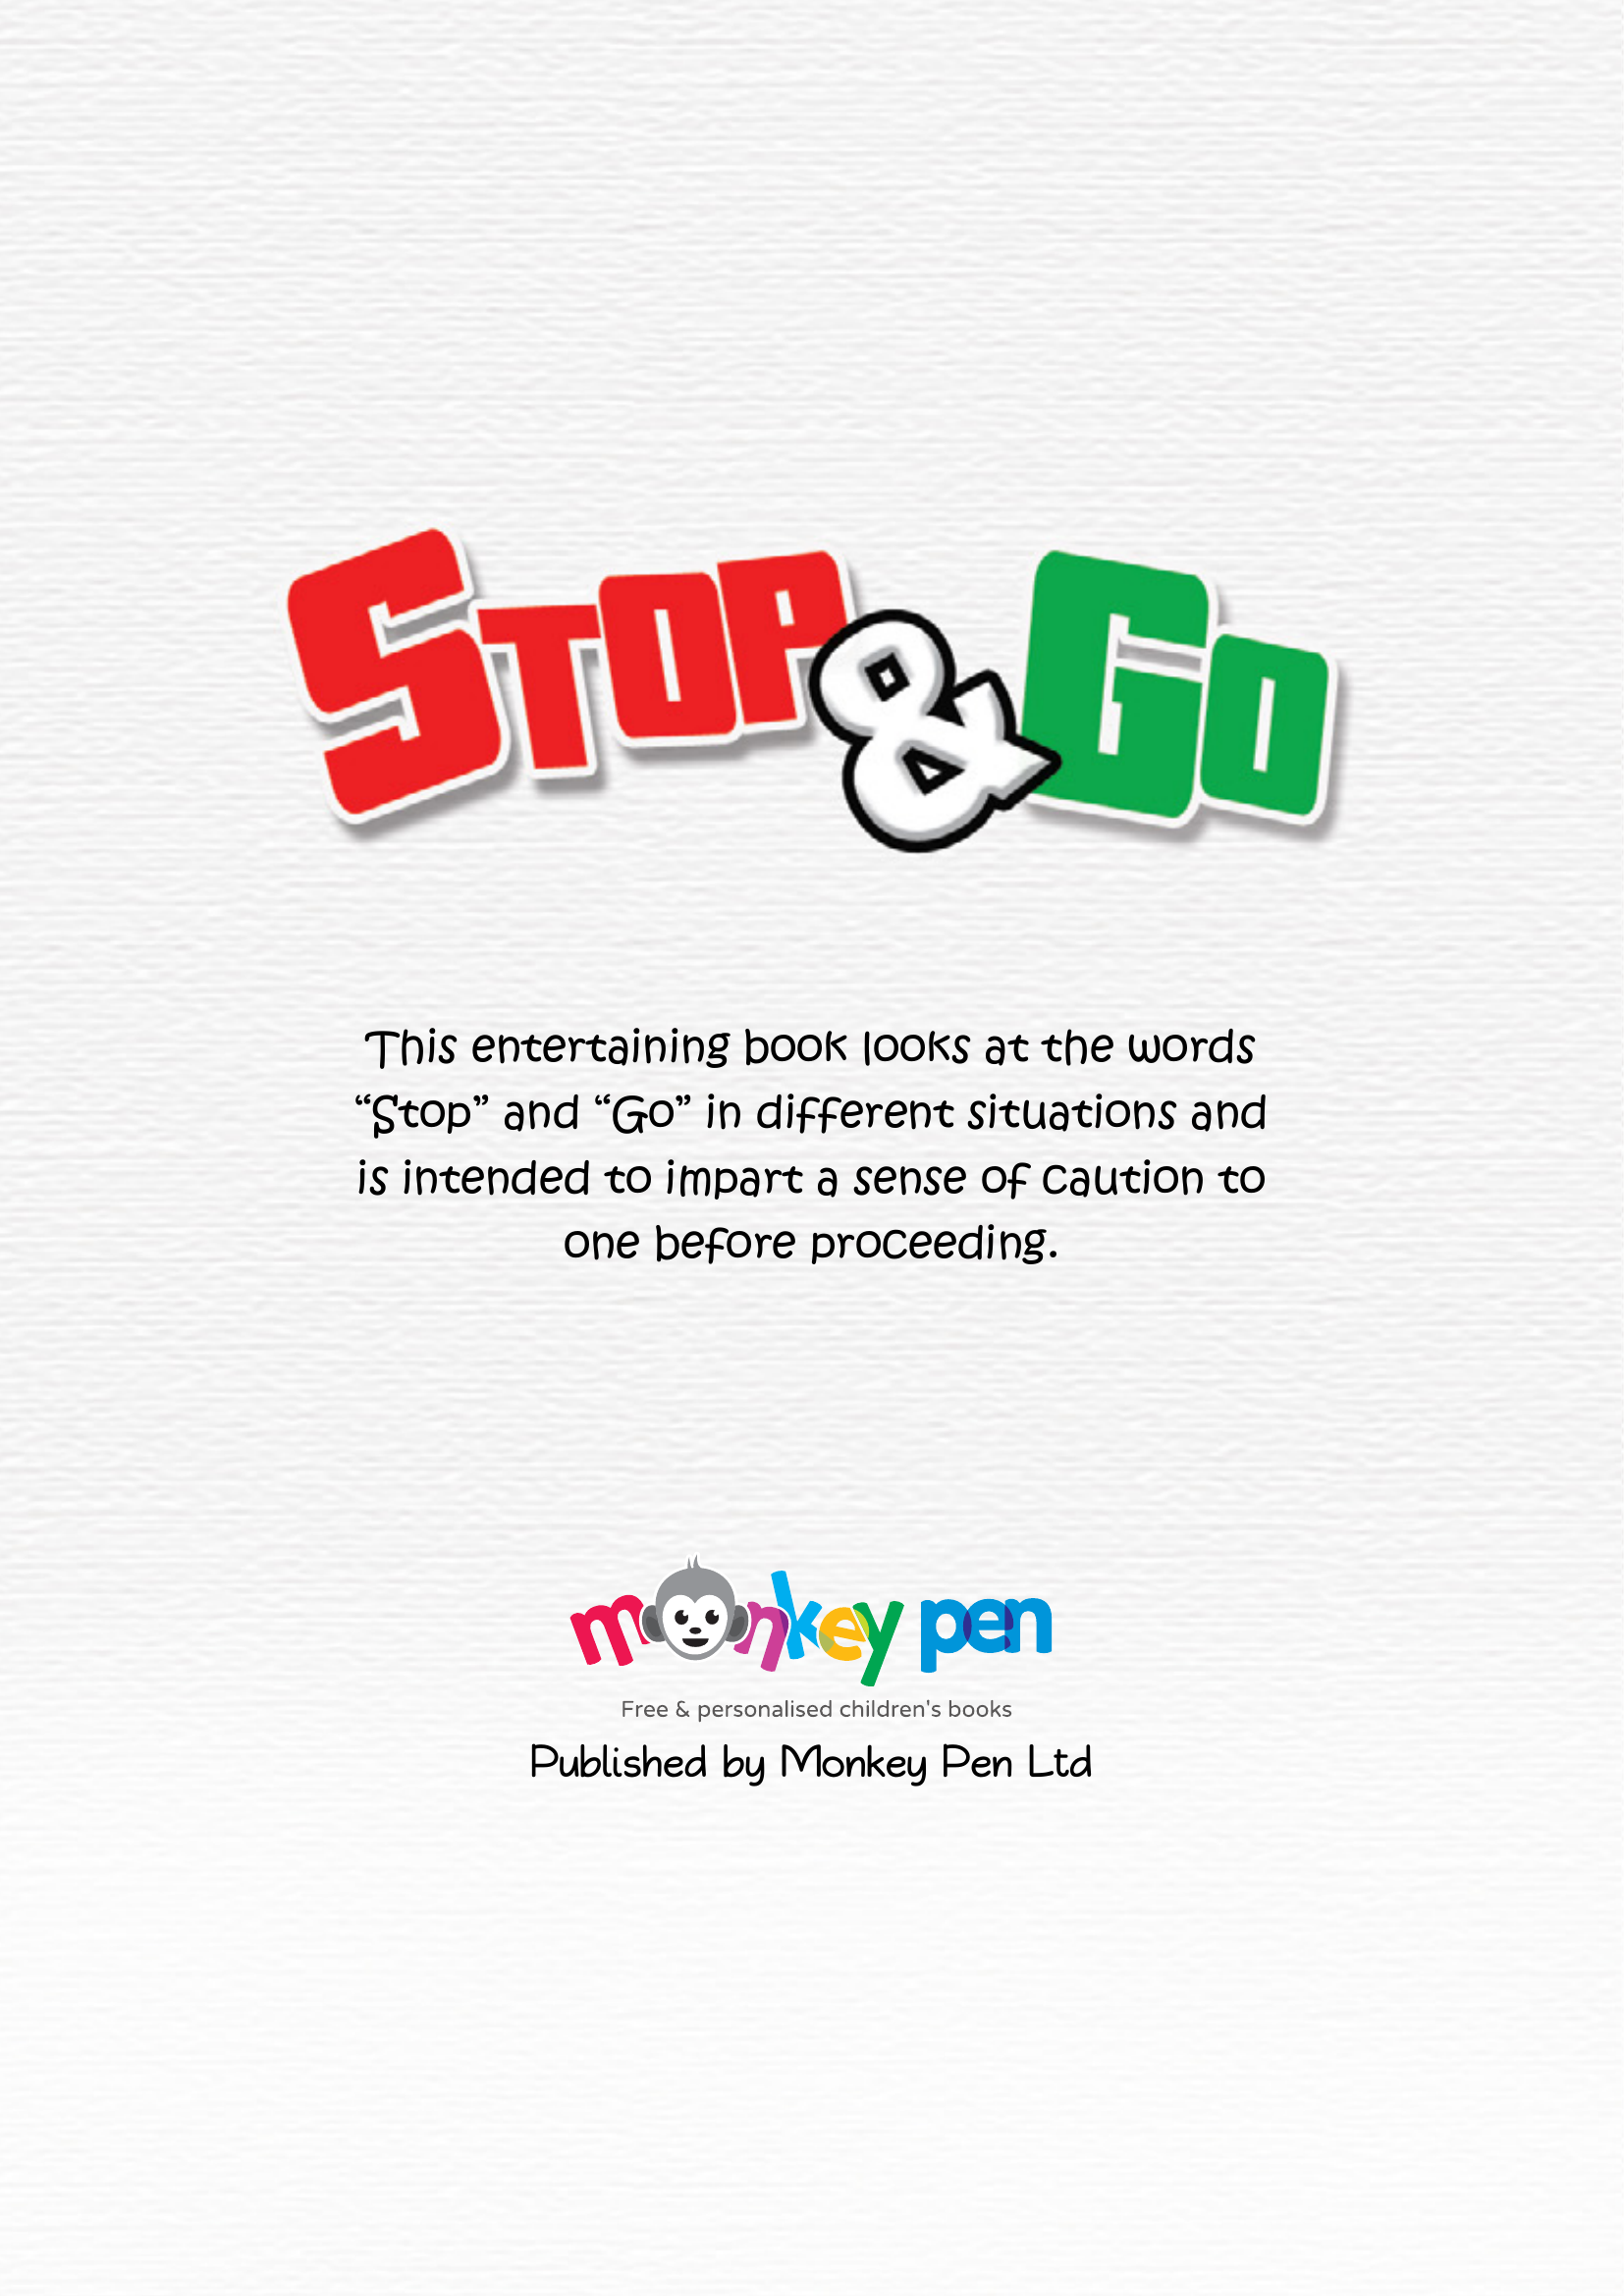 STOP & GO
This entertaining book looks at the words
“Stop” and “Go” in different situations and
is intended to impart a sense of caution to
one before proceeding.
monkey pen
Free & personalised children's books
Published by Monkey Pen Ltd